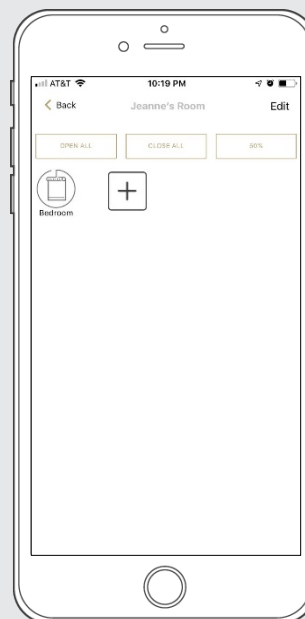 AT&T 10:19 PM
Back Jeanne's Room Edit
OPEN ALL CLOSE ALL 50%
Bedroom